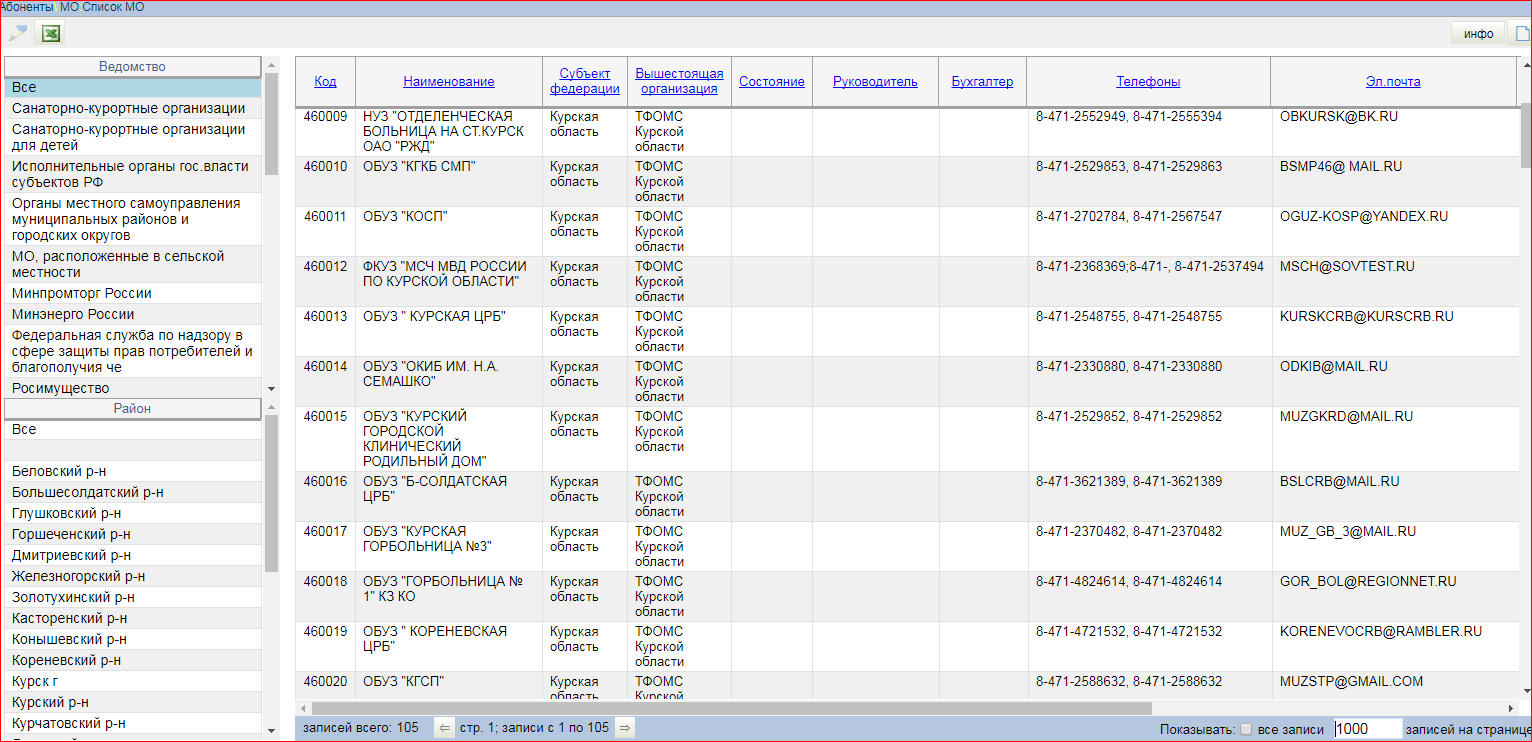 Абоненты\ МО Список МО
инфо
Ведомство
Все
Санаторно-курортные организации
Санаторно-курортные организации
для детей
Исполнительные органы гос.власти
субъектов РФ
Органы местного самоуправления
муниципальных районов и
городских округов
МО, расположенные в сельской
местности
Минпромторг России
Минэнерго России
Федеральная служба по надзору в
сфере защиты прав потребителей и
благополучия че
Росимущество
Район
Все
Беловский р-н
Большесолдатский р-н
Глушковский р-н
Горшеченский р-н
Дмитриевский р-н
Железногорский р-н
Золотухинский р-н
Касторенский р-н
Конышевский р-н
Кореневский р-н
Курск г
Курский р-н
Курчатовский р-н
Код Наименование Субъект федерации Вышестоящая организация Состояние Руководитель Бухгалтер Телефоны Эл.почта
460009 НУЗ "ОТДЕЛЕНЧЕСКАЯ Курская ТФОМС 8-471-2552949, 8-471-2555394 OBKURSK@BK.RU
БОЛЬНИЦА НА СТ.КУРСК область Курской
ОАО "РЖД" области
460010 ОБУЗ "КГКБ СМП" Курская ТФОМС 8-471-2529853, 8-471-2529863 BSMP46@ MAIL.RU
область Курской
области
460011 ОБУЗ "КОСП" Курская ТФОМС 8-471-2702784, 8-471-2567547 OGUZ-KOSP@YANDEX.RU
область Курской
области
460012 ФКУЗ "МСЧ МВД РОССИИ Курская ТФОМС 8-471-2368369;8-471-, 8-471-2537494 MSCH@SOVTEST.RU
ПО КУРСКОЙ ОБЛАСТИ" область Курской
области
460013 ОБУЗ " КУРСКАЯ ЦРБ" Курская ТФОМС 8-471-2548755, 8-471-2548755 KURSKCRB@KURSCRB.RU
область Курской
области
460014 ОБУЗ "ОКИБ ИМ. Н.А. Курская ТФОМС 8-471-2330880, 8-471-2330880 ODKIB@MAIL.RU
СЕМАШКО" область Курской
области
460015 ОБУЗ "КУРСКИЙ Курская ТФОМС 8-471-2529852, 8-471-2529852 MUZGKRD@MAIL.RU
ГОРОДСКОЙ область Курской
КЛИНИЧЕСКИЙ области
РОДИЛЬНЫЙ ДОМ"
460016 ОБУЗ "Б-СОЛДАТСКАЯ Курская ТФОМС 8-471-3621389, 8-471-3621389 BSLCRB@MAIL.RU
ЦРБ" область Курской
области
460017 ОБУЗ "КУРСКАЯ Курская ТФОМС 8-471-2370482, 8-471-2370482 MUZ_GB_3@MAIL.RU
ГОРБОЛЬНИЦА №3" область Курской
области
460018 ОБУЗ "ГОРБОЛЬНИЦА № Курская ТФОМС 8-471-4824614, 8-471-4824614 GOR_BOL@REGIONNET.RU
1" КЗ КО область Курской
области
460019 ОБУЗ " КОРЕНЕВСКАЯ Курская ТФОМС 8-471-4721532, 8-471-4721532 KORENEVOCRB@RAMBLER.RU
ЦРБ" область Курской
области
460020 ОБУЗ "КГСП" Курская ТФОМС 8-471-2588632, 8-471-2588632 MUZSTP@GMAIL.COM
область Курской
записей всего: 105 ⇐ стр. 1; записи с 1 по 105 ⇒ Показывать: все записи 1000 записей на странице